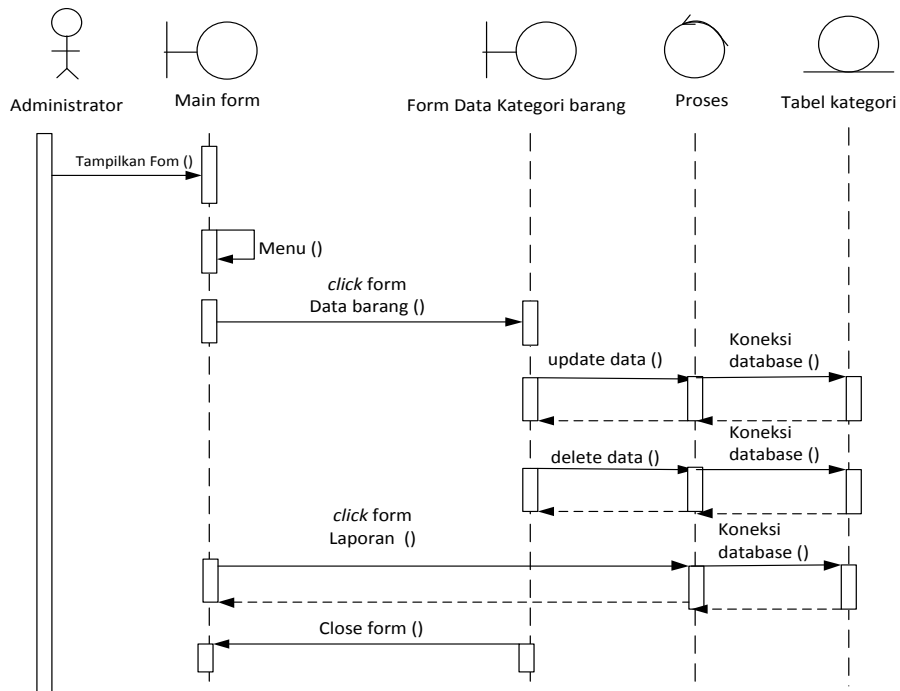 Administrator
Main form
Form Data Kategori barang
Proses
Tabel kategori
Tampilkan Fom ()
Menu ()
click form
Data barang ()
update data ()
Koneksi
database ()
delete data ()
Koneksi
database ()
click form
Laporan ()
Koneksi
database ()
Close form ()